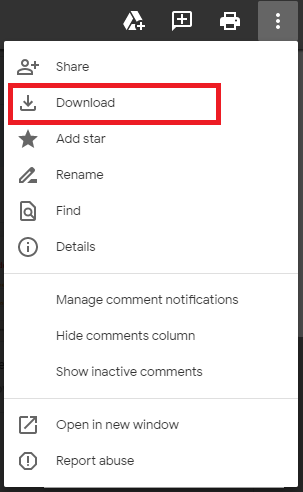 Share
Download
Add star
Rename
Find
Details
Manage comment notifications
Hide comments column
Show inactive comments
Open in new window
Report abuse